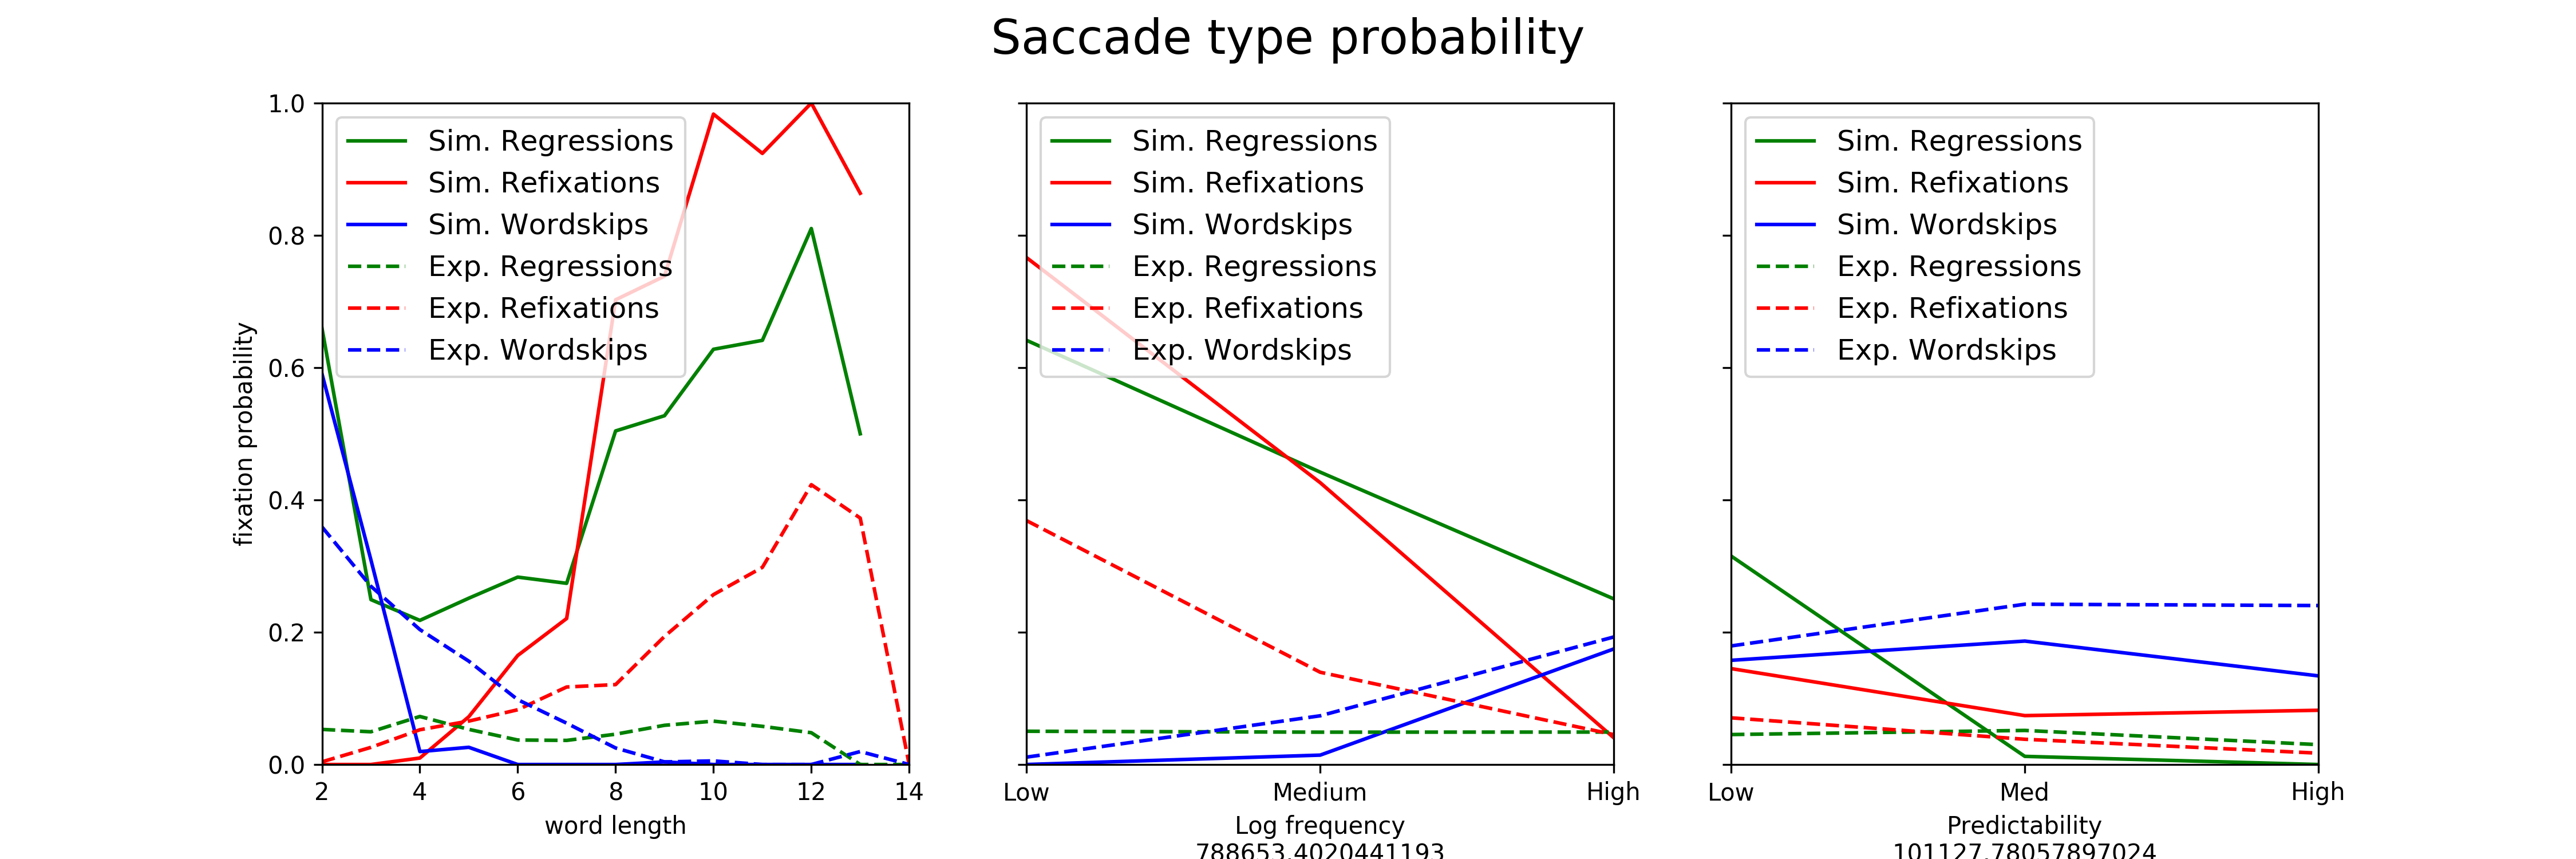 Saccade type probability
fixation probability
1.0
0.8
0.6
0.4
0.2
0.0
Sim. Regressions
Sim. Refixations
Sim. Wordskips
Exp. Regressions
Exp. Refixations
Exp. Wordskips
2 4 6 8 10 12 14
word length
Sim. Regressions
Sim. Refixations
Sim. Wordskips
Exp. Regressions
Exp. Refixations
Exp. Wordskips
Low Medium High
Log frequency
788653.4020441193
Sim. Regressions
Sim. Refixations
Sim. Wordskips
Exp. Regressions
Exp. Refixations
Exp. Wordskips
Low Med High
Predictability
101127.78057897024